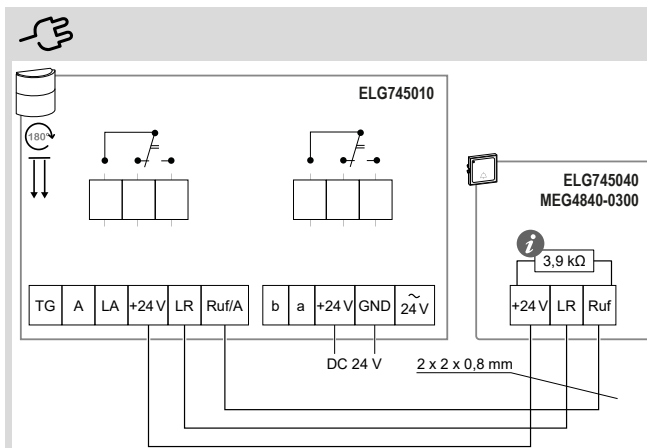 ELG745010
180°
ELG745040
MEG4840-0300
i
3,9 kΩ
TG A LA +24 V LR Ruf/A b a +24 V GND ~ 24 V
+24 V LR Ruf
DC 24 V
2 x 2 x 0,8 mm